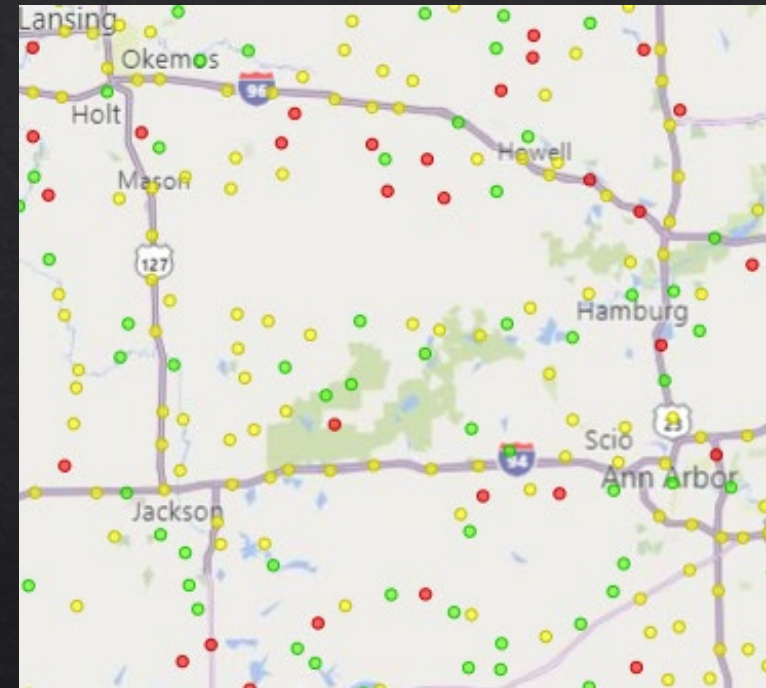 Lansing
Okemos
96
Holt
Howell
Mason
127
Hamburg
23
Scio
94
Ann Arbor
Jackson